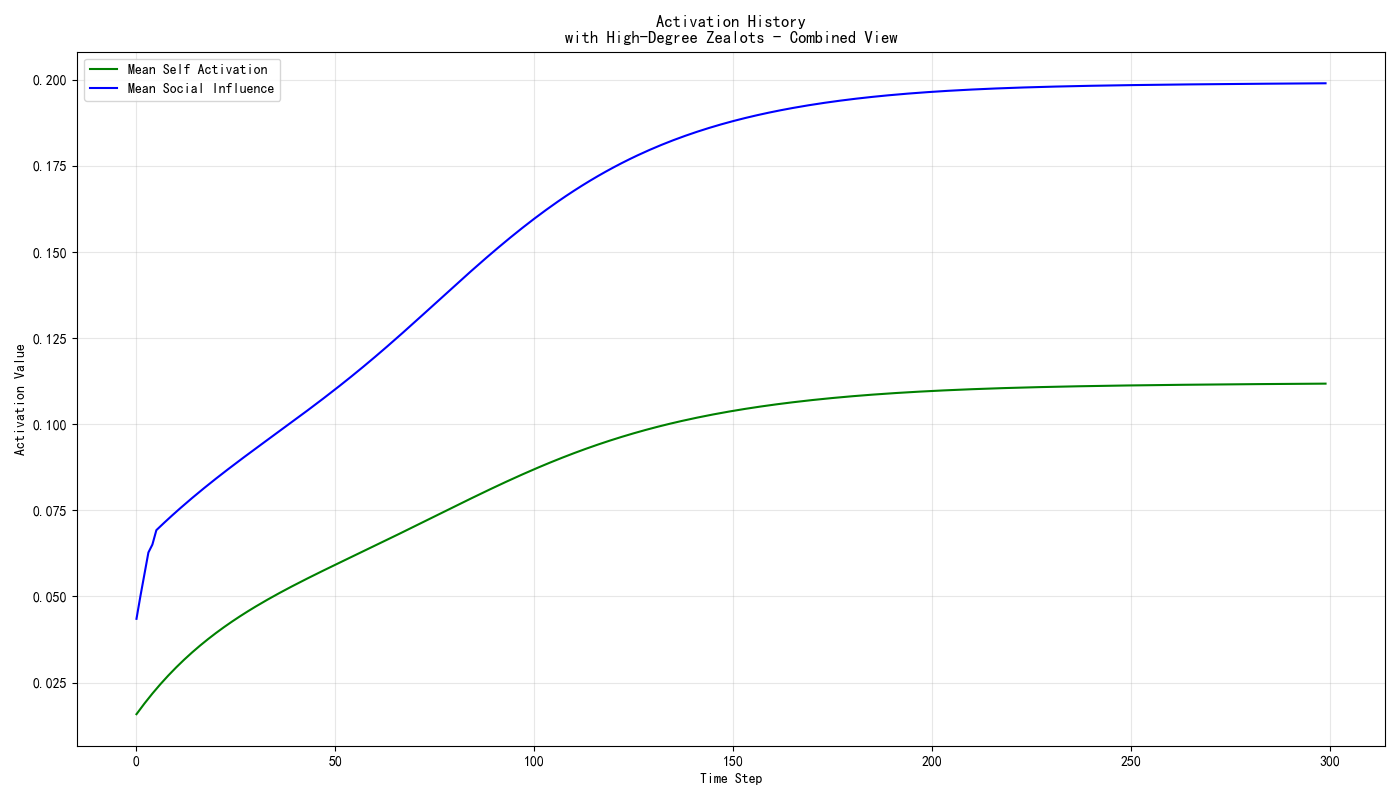 Activation History
with High-Degree Zealots - Combined View
Mean Self Activation
Mean Social Influence
Activation Value
0.200
0.175
0.150
0.125
0.100
0.075
0.050
0.025
0
50
100
150
200
250
300
Time Step